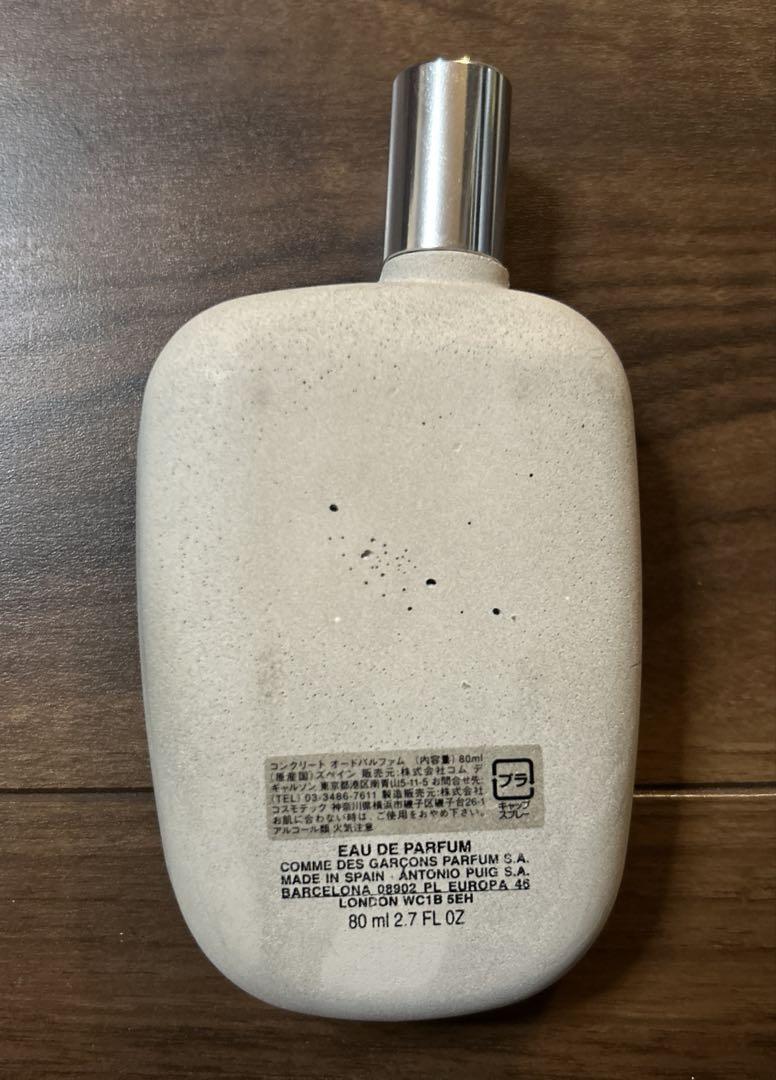 コンクリート オードパルファム (内容量) 80ml
(原産国)スペイン 販売元:株式会社コム デ
ギャルソン 東京都港区南青山5-11-5 お問合せ先:
(TEL) 03-3486-7611 製造販売元:株式会社
コスモテック 神奈川県横浜市磯子区磯子台26-1
お肌に合わない時は、ご使用をおやめ下さい。
アルコール類 火気注意
プラ
キャップ
スプレー
EAU DE PARFUM
COMME DES GARÇONS PARFUM S.A.
MADE IN SPAIN · ANTONIO PUIG S.A.
BARCELONA 08902 PL EUROPA 46
LONDON WC1B 5EH
80 ml 2.7 FL OZ